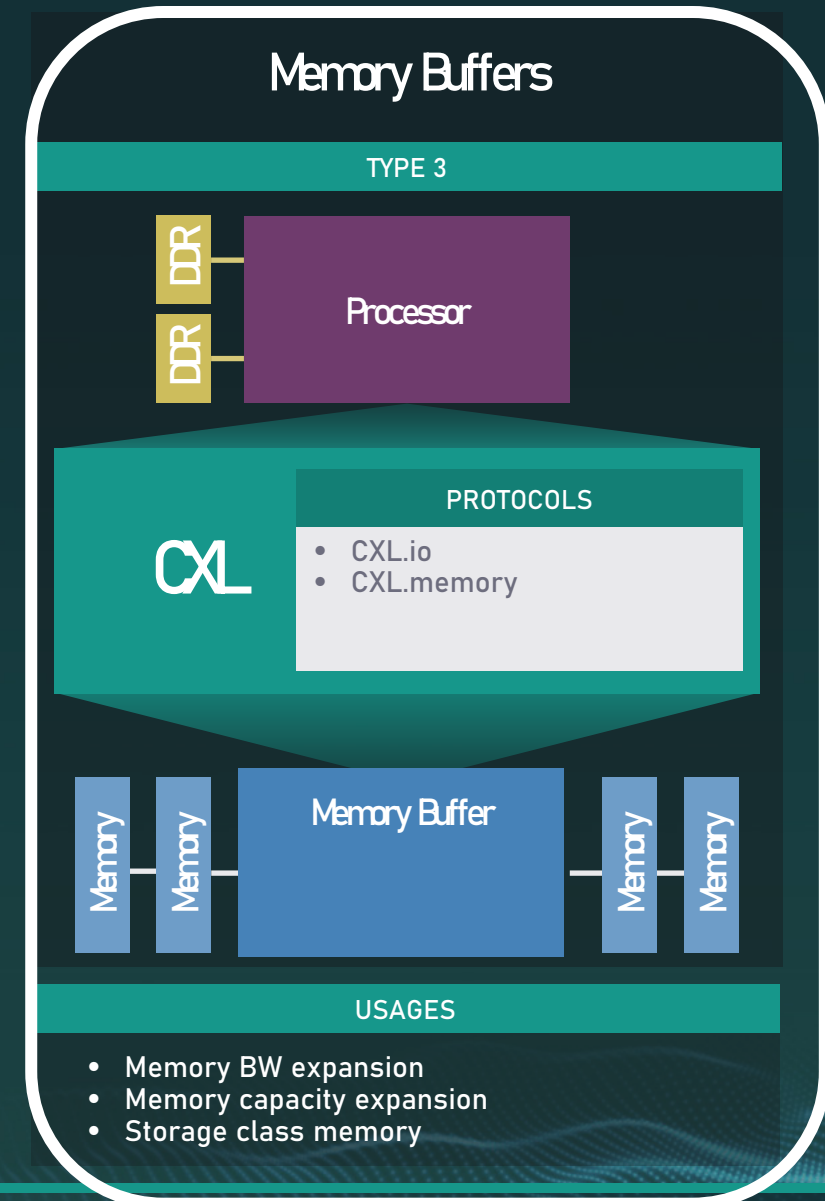 Memory Buffers
TYPE 3
DDR
DDR
Processor
CXL
PROTOCOLS
• CXL.io
• CXL.memory
Memory
Memory
Memory Buffer
Memory
Memory
USAGES
• Memory BW expansion
• Memory capacity expansion
• Storage class memory